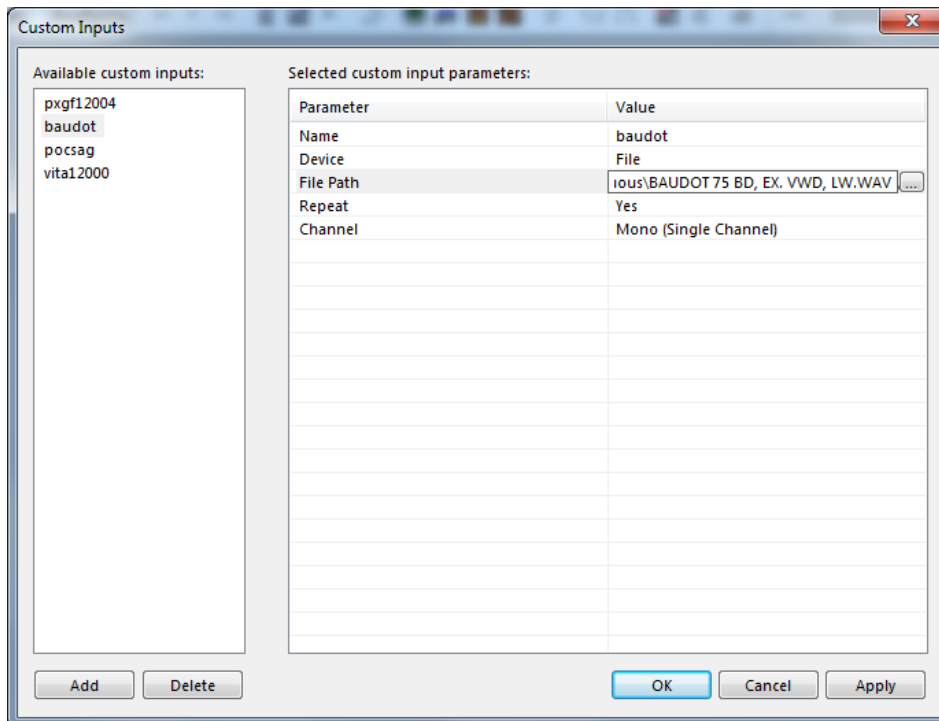 Custom Inputs
Available custom inputs:
pxgf12004
baudot
pocsag
vita12000
Selected custom input parameters:
Parameter Value
Name baudot
Device File
File Path ious\BAUDOT 75 BD, EX. VWD, LW.WAV ...
Repeat Yes
Channel Mono (Single Channel)
Add Delete OK Cancel Apply